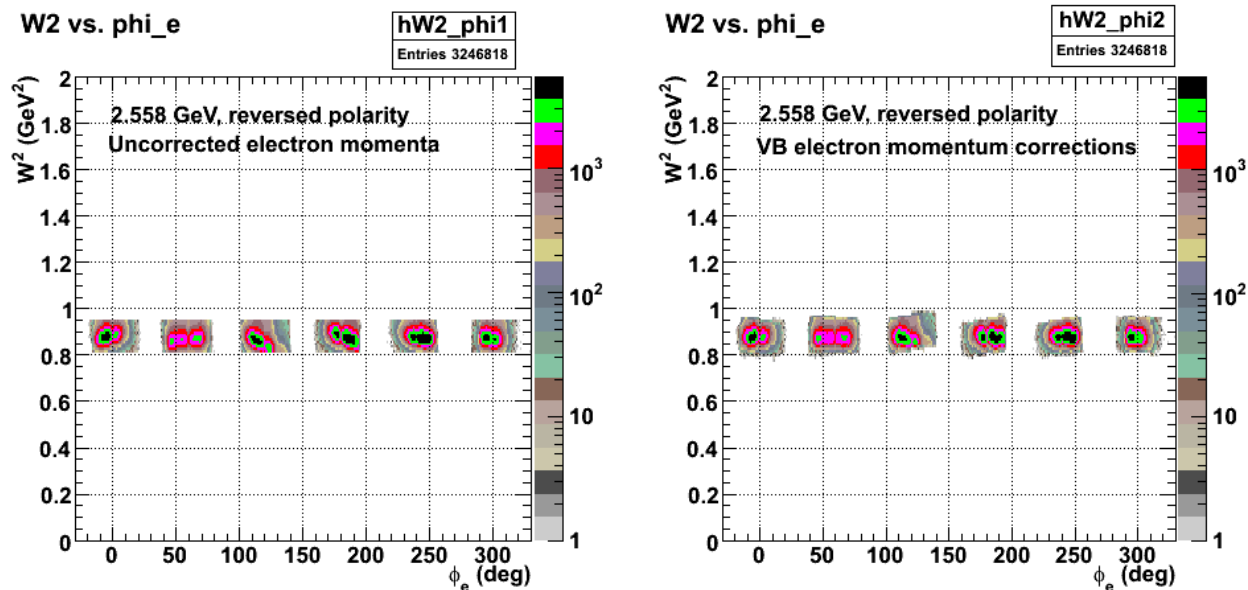 W2 vs. phi_e
hW2_phi1
Entries 3246818
2.558 GeV, reversed polarity
Uncorrected electron momenta
W² (GeV²)
2
1.8
1.6
1.4
1.2
1
0.8
0.6
0.4
0.2
0
0 50 100 150 200 250 300
ϕ_e (deg)
10³
10²
10
1
W2 vs. phi_e
hW2_phi2
Entries 3246818
2.558 GeV, reversed polarity
VB electron momentum corrections
W² (GeV²)
2
1.8
1.6
1.4
1.2
1
0.8
0.6
0.4
0.2
0
0 50 100 150 200 250 300
ϕ_e (deg)
10³
10²
10
1